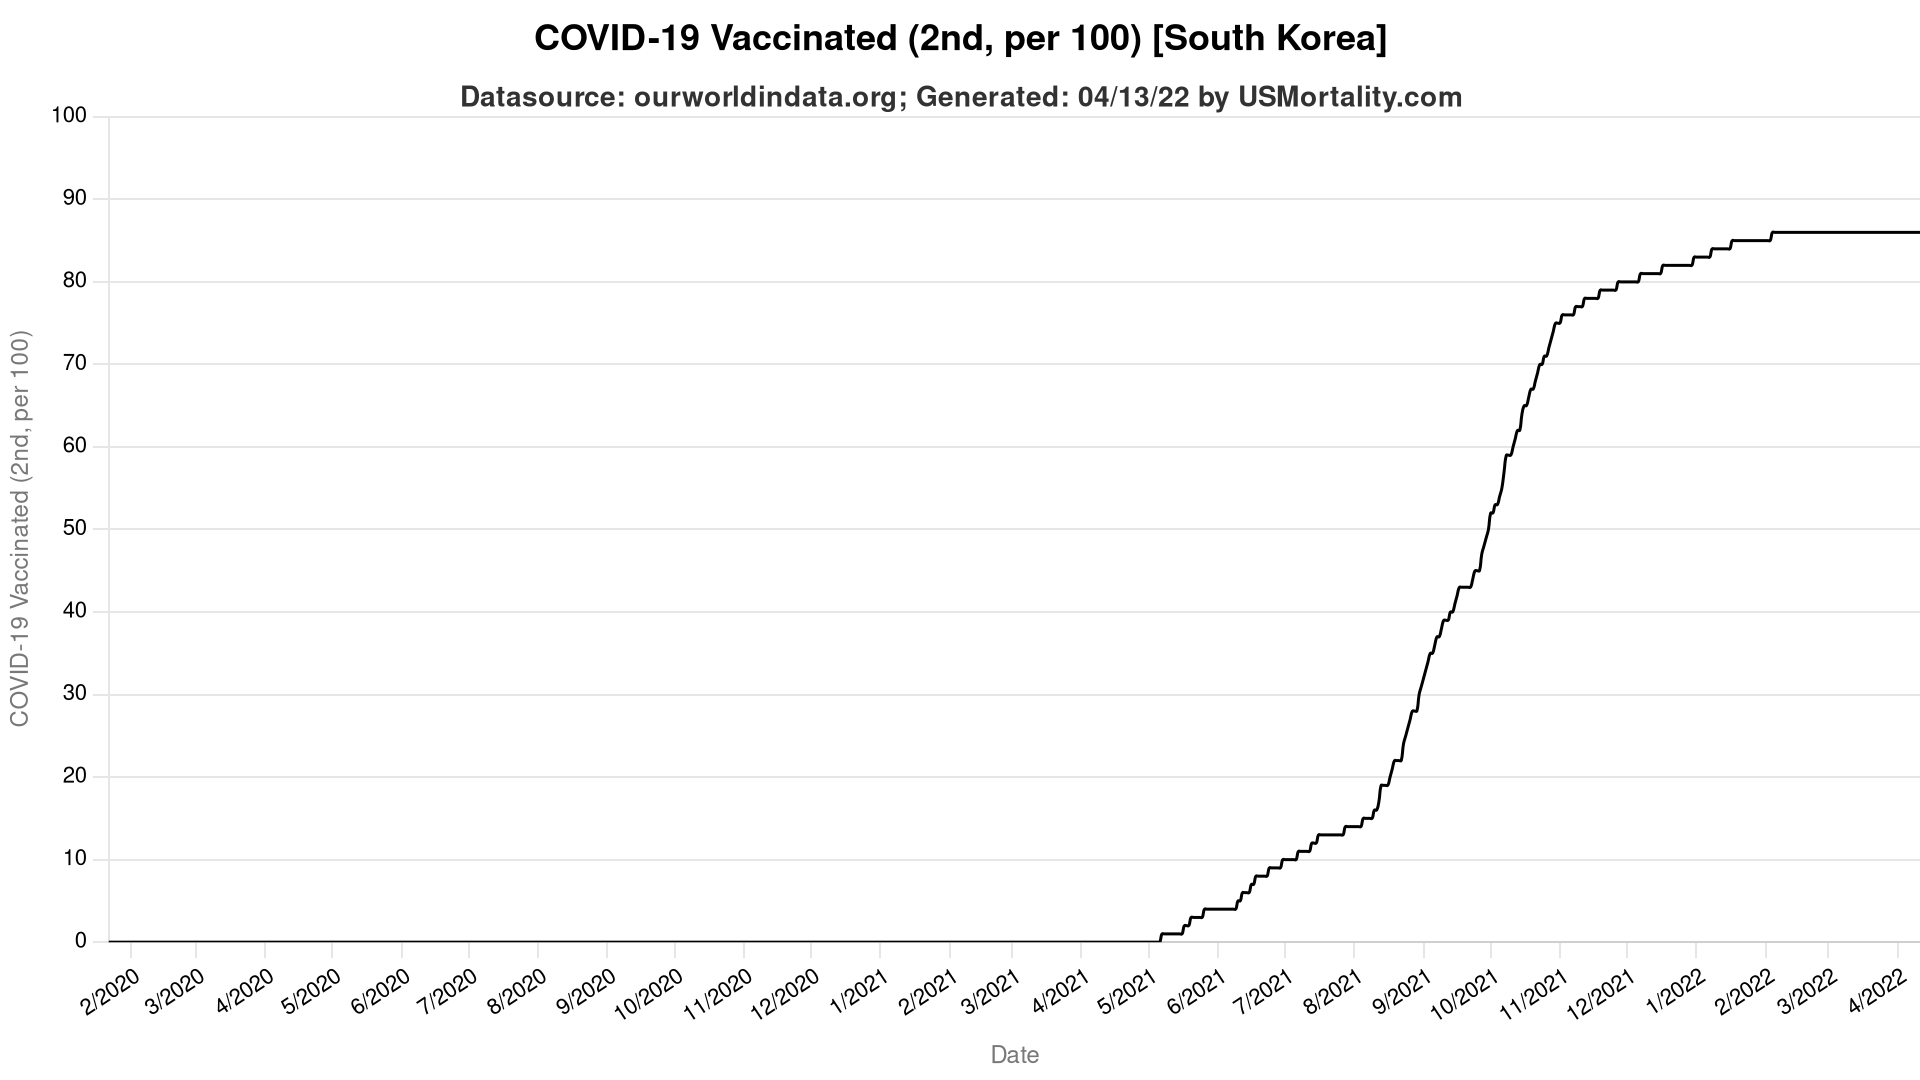 COVID-19 Vaccinated (2nd, per 100) [South Korea]
Datasource: ourworldindata.org; Generated: 04/13/22 by USMortality.com
COVID-19 Vaccinated (2nd, per 100)
100
90
80
70
60
50
40
30
20
10
0
2/2020 3/2020 4/2020 5/2020 6/2020 7/2020 8/2020 9/2020 10/2020 11/2020 12/2020 1/2021 2/2021 3/2021 4/2021 5/2021 6/2021 7/2021 8/2021 9/2021 10/2021 11/2021 12/2021 1/2022 2/2022 3/2022 4/2022
Date